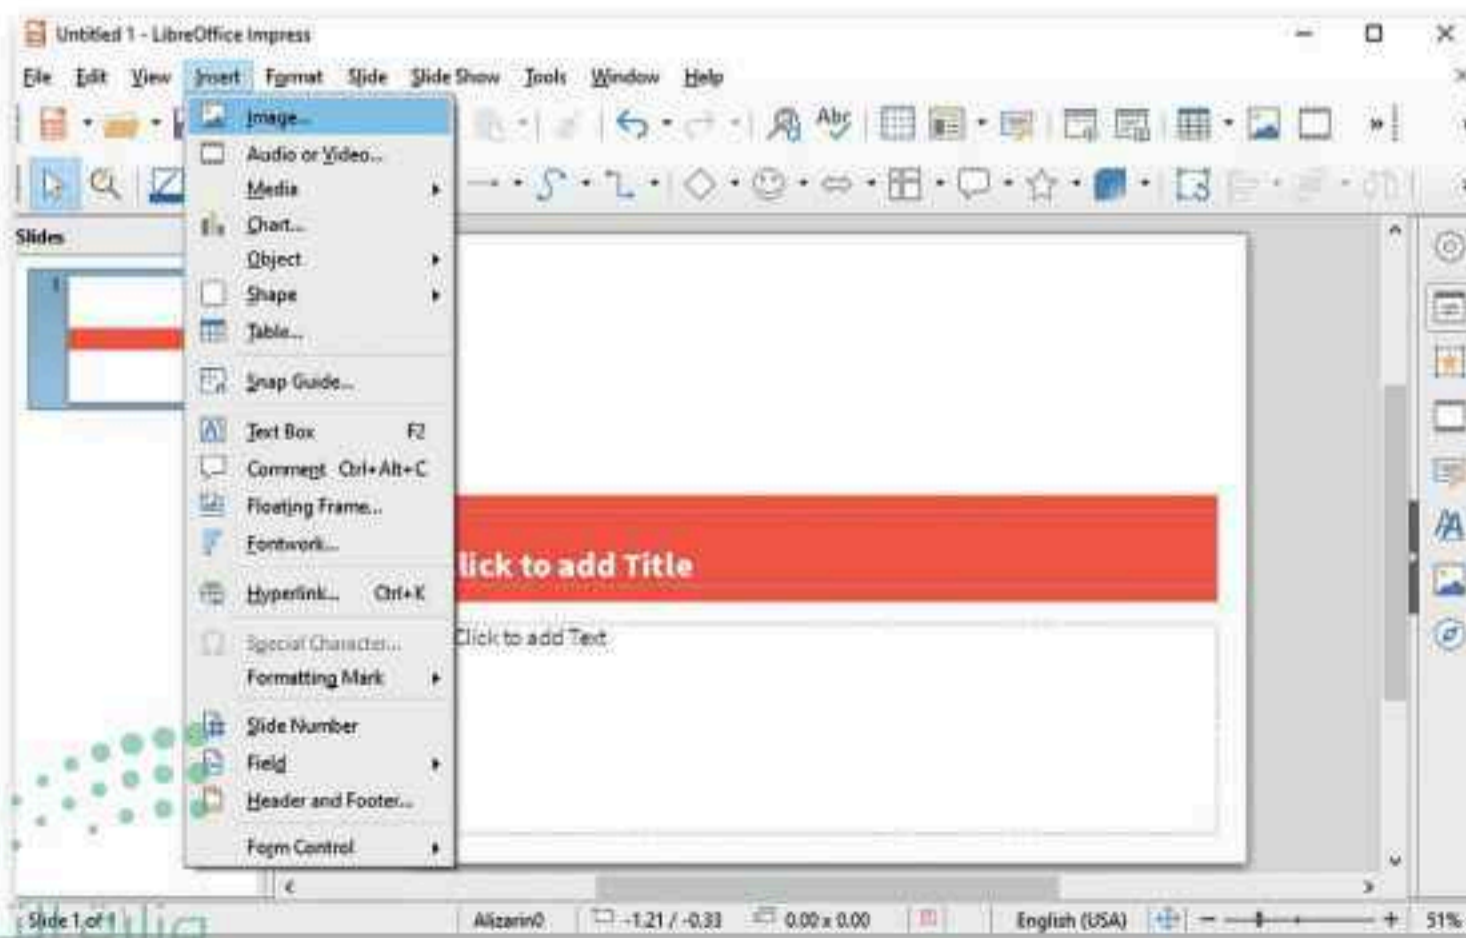 Untitled 1 - LibreOffice Impress
File Edit View Insert Format Slide Slide Show Tools Window Help
Image...
Abc
Audio or Video...
Media
Chart...
Object
Shape
Table...
Snap Guide...
Text Box F2
Comment Ctrl+Alt+C
Floating Frame...
Fontwork...
Hyperlink... Ctrl+K
Special Character...
Formatting Mark
Slide Number
Field
Header and Footer...
Form Control
Slides
1
lick to add Title
Click to add Text
Slide 1 of 1
Alizarin0
-1.21 / -0.33
0.00 x 0.00
English (USA)
51%